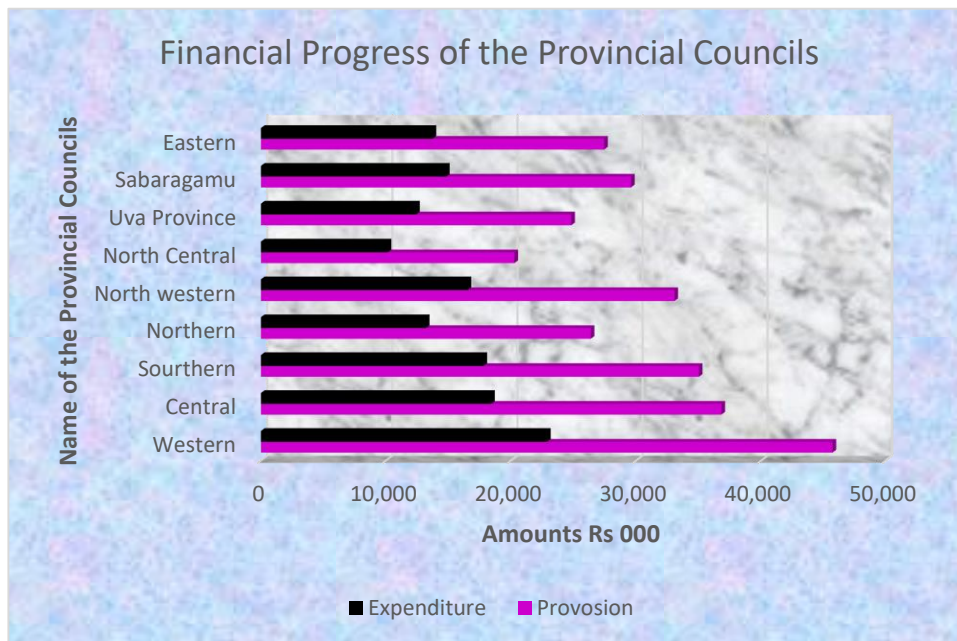 Financial Progress of the Provincial Councils
Name of the Provincial Councils
Eastern
Sabaragamu
Uva Province
North Central
North western
Northern
Sourthern
Central
Western
0 10,000 20,000 30,000 40,000 50,000
Amounts Rs 000
Expenditure Provosion